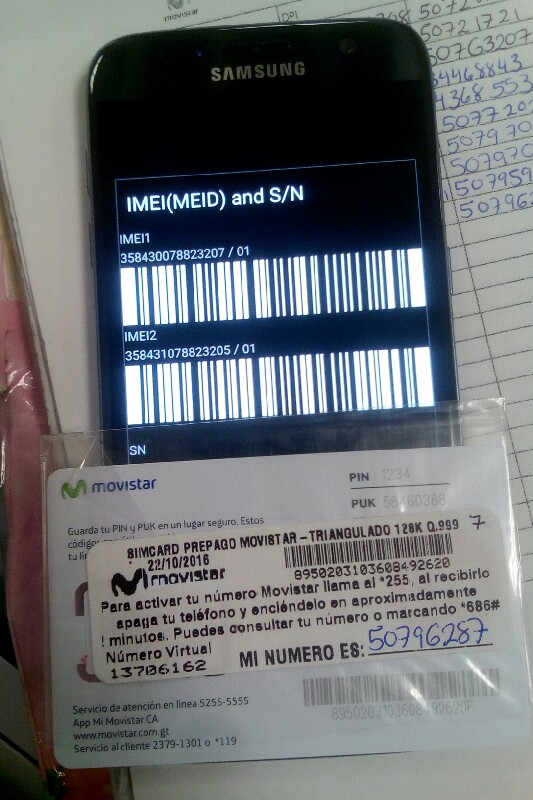 movistar
DPI
50721721
50763207
34468843
SAMSUNG
IMEI(MEID) and S/N
IMEI1
358430078823207 / 01
IMEI2
358431078823205 / 01
SN
movistar
PIN 1234
PUK 58460388
Guarda tu PIN y PUK en un lugar seguro. Estos
SIMCARD PREPAGO MOVISTAR - TRIANGULADO 128K Q.999 7
22/10/2016
movistar
8950203103608492620
Para activar tu número Movistar llama al *255, al recibirlo
apaga tu teléfono y enciéndelo en aproximadamente
! minutos. Puedes consultar tu número o marcando *686#
Número Virtual
13706162
MI NUMERO ES: 50796287
Servicio de atención en línea 5255-5555
App Mi Movistar CA
www.movistar.com.gt
Servicio al cliente 2379-1301 o *119
8950203103608492620F